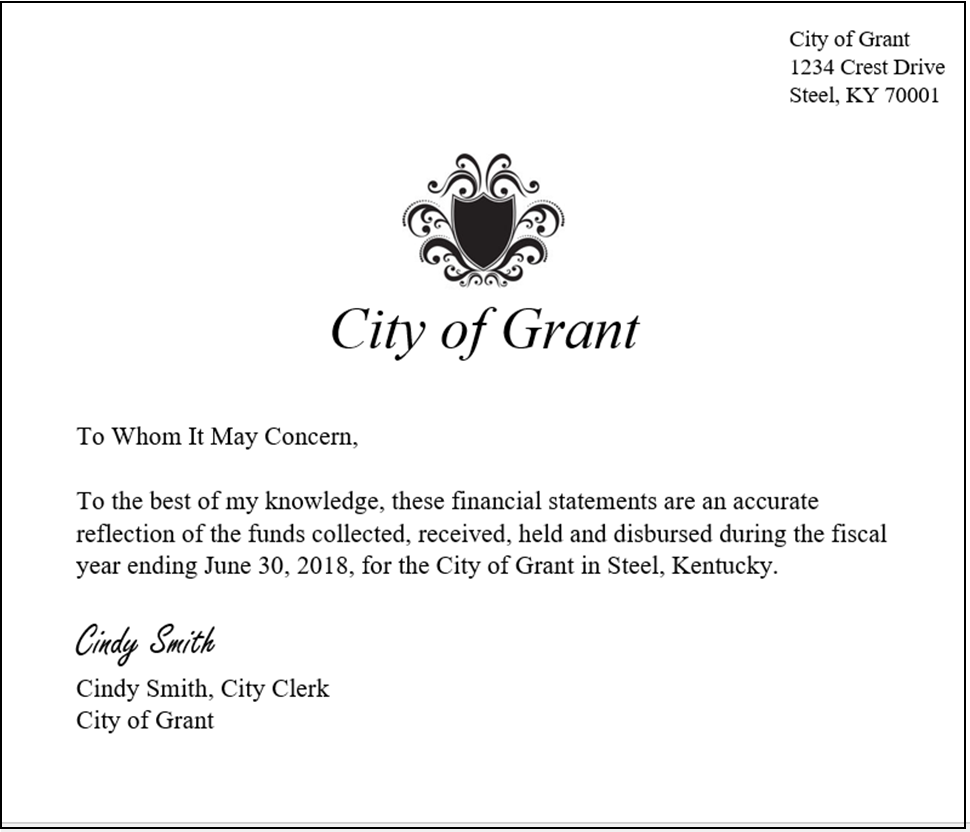 City of Grant
1234 Crest Drive
Steel, KY 70001
City of Grant
To Whom It May Concern,
To the best of my knowledge, these financial statements are an accurate
reflection of the funds collected, received, held and disbursed during the fiscal
year ending June 30, 2018, for the City of Grant in Steel, Kentucky.
Cindy Smith
Cindy Smith, City Clerk
City of Grant